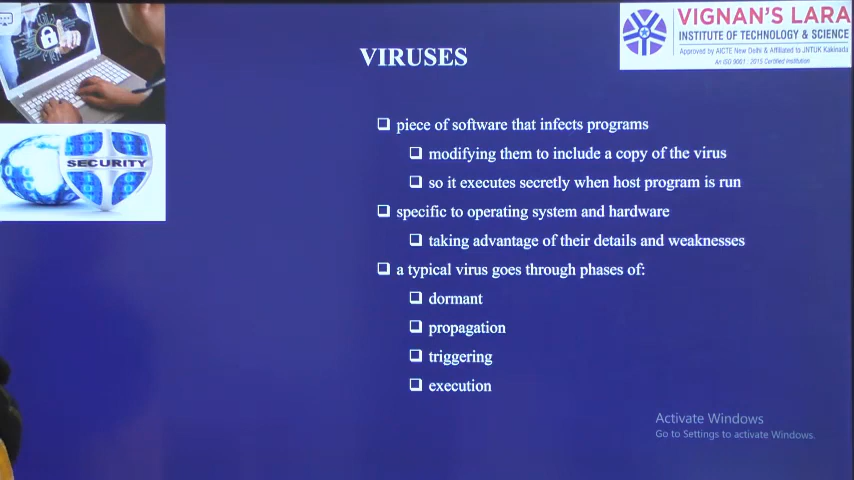 VIRUSES
VIGNAN'S LARA
INSTITUTE OF TECHNOLOGY & SCIENCE
Approved by AICTE New Delhi & Affiliated to JNTUK Kakinada
An ISO 9001 : 2015 Certified Institution
SECURITY
❑ piece of software that infects programs
❑ modifying them to include a copy of the virus
❑ so it executes secretly when host program is run
❑ specific to operating system and hardware
❑ taking advantage of their details and weaknesses
❑ a typical virus goes through phases of:
❑ dormant
❑ propagation
❑ triggering
❑ execution
Activate Windows
Go to Settings to activate Windows.